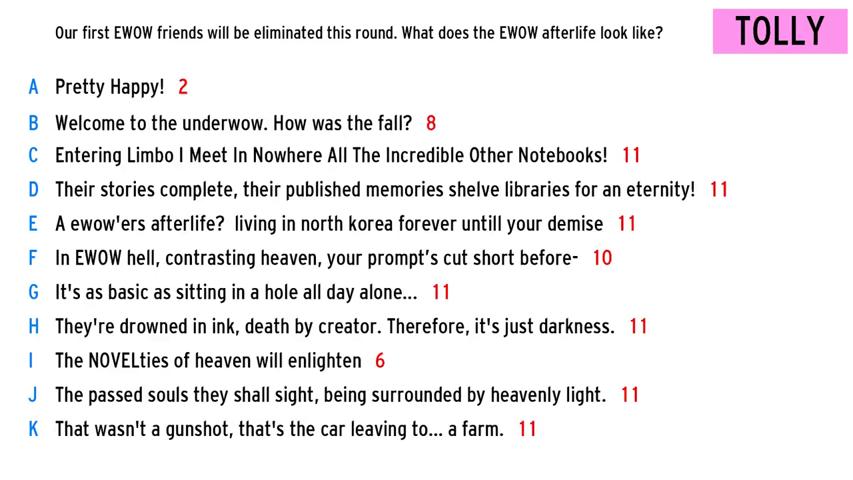 Our first EWOW friends will be eliminated this round. What does the EWOW afterlife look like?
TOLLY
A Pretty Happy! 2
B Welcome to the underwow. How was the fall? 8
C Entering Limbo I Meet In Nowhere All The Incredible Other Notebooks! 11
D Their stories complete, their published memories shelve libraries for an eternity! 11
E A ewow'ers afterlife? living in north korea forever untill your demise 11
F In EWOW hell, contrasting heaven, your prompt’s cut short before- 10
G It's as basic as sitting in a hole all day alone... 11
H They're drowned in ink, death by creator. Therefore, it's just darkness. 11
I The NOVELties of heaven will enlighten 6
J The passed souls they shall sight, being surrounded by heavenly light. 11
K That wasn't a gunshot, that's the car leaving to... a farm. 11